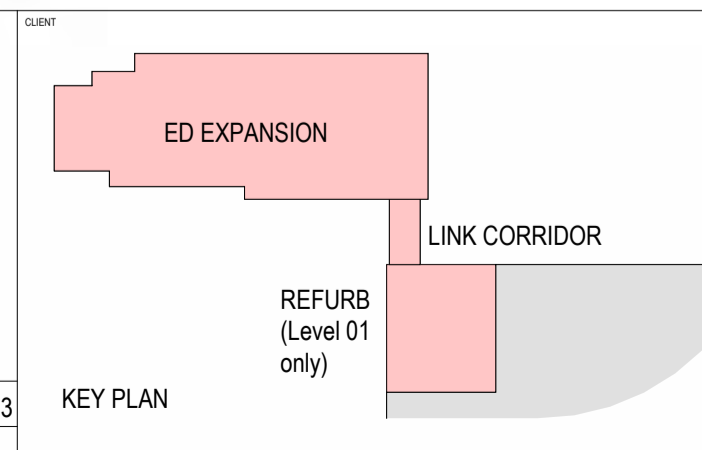 CLIENT
ED EXPANSION
LINK CORRIDOR
REFURB
(Level 01
only)
KEY PLAN
3